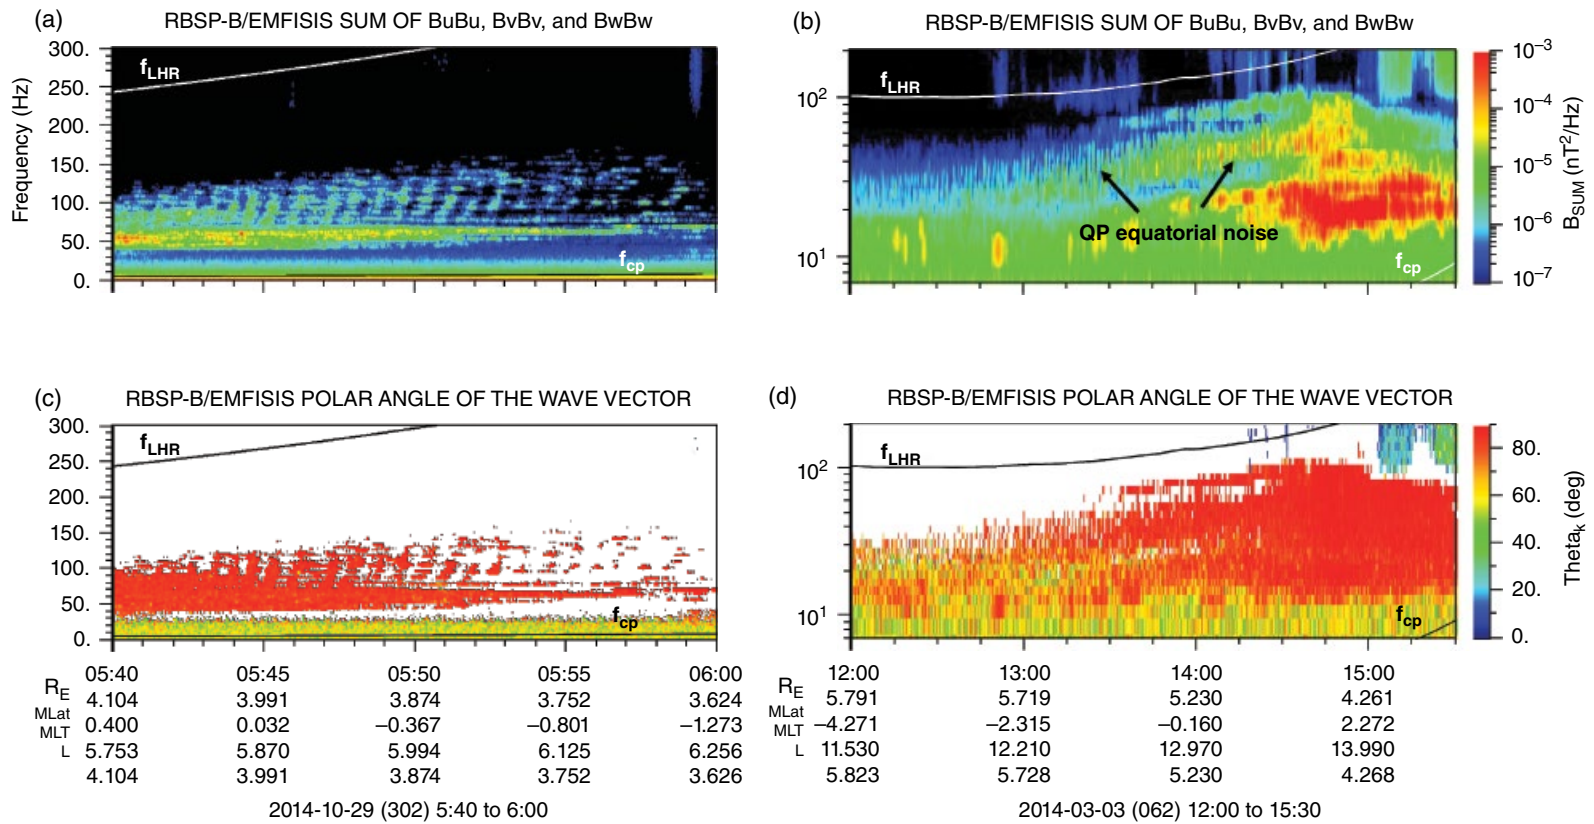 (a)
RBSP-B/EMFISIS SUM OF BuBu, BvBv, and BwBw
Frequency (Hz)
300.
250.
200.
150.
100.
50.
0.
fLHR
fcp
(b)
RBSP-B/EMFISIS SUM OF BuBu, BvBv, and BwBw
10²
10¹
fLHR
QP equatorial noise
fcp
10⁻³
10⁻⁴
10⁻⁵
10⁻⁶
10⁻⁷
BSUM (nT²/Hz)
(c)
RBSP-B/EMFISIS POLAR ANGLE OF THE WAVE VECTOR
300.
250.
200.
150.
100.
50.
0.
fLHR
fcp
05:40 05:45 05:50 05:55 06:00
RE 4.104 3.991 3.874 3.752 3.624
MLat 0.400 0.032 –0.367 –0.801 –1.273
MLT 5.753 5.870 5.994 6.125 6.256
L 4.104 3.991 3.874 3.752 3.626
2014-10-29 (302) 5:40 to 6:00
(d)
RBSP-B/EMFISIS POLAR ANGLE OF THE WAVE VECTOR
10²
10¹
fLHR
fcp
80.
60.
40.
20.
0.
Thetak (deg)
12:00 13:00 14:00 15:00
RE 5.791 5.719 5.230 4.261
MLat –4.271 –2.315 –0.160 2.272
MLT 11.530 12.210 12.970 13.990
L 5.823 5.728 5.230 4.268
2014-03-03 (062) 12:00 to 15:30